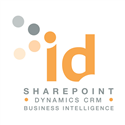 id
SHAREPOINT
• DYNAMICS CRM •
BUSINESS INTELLIGENCE